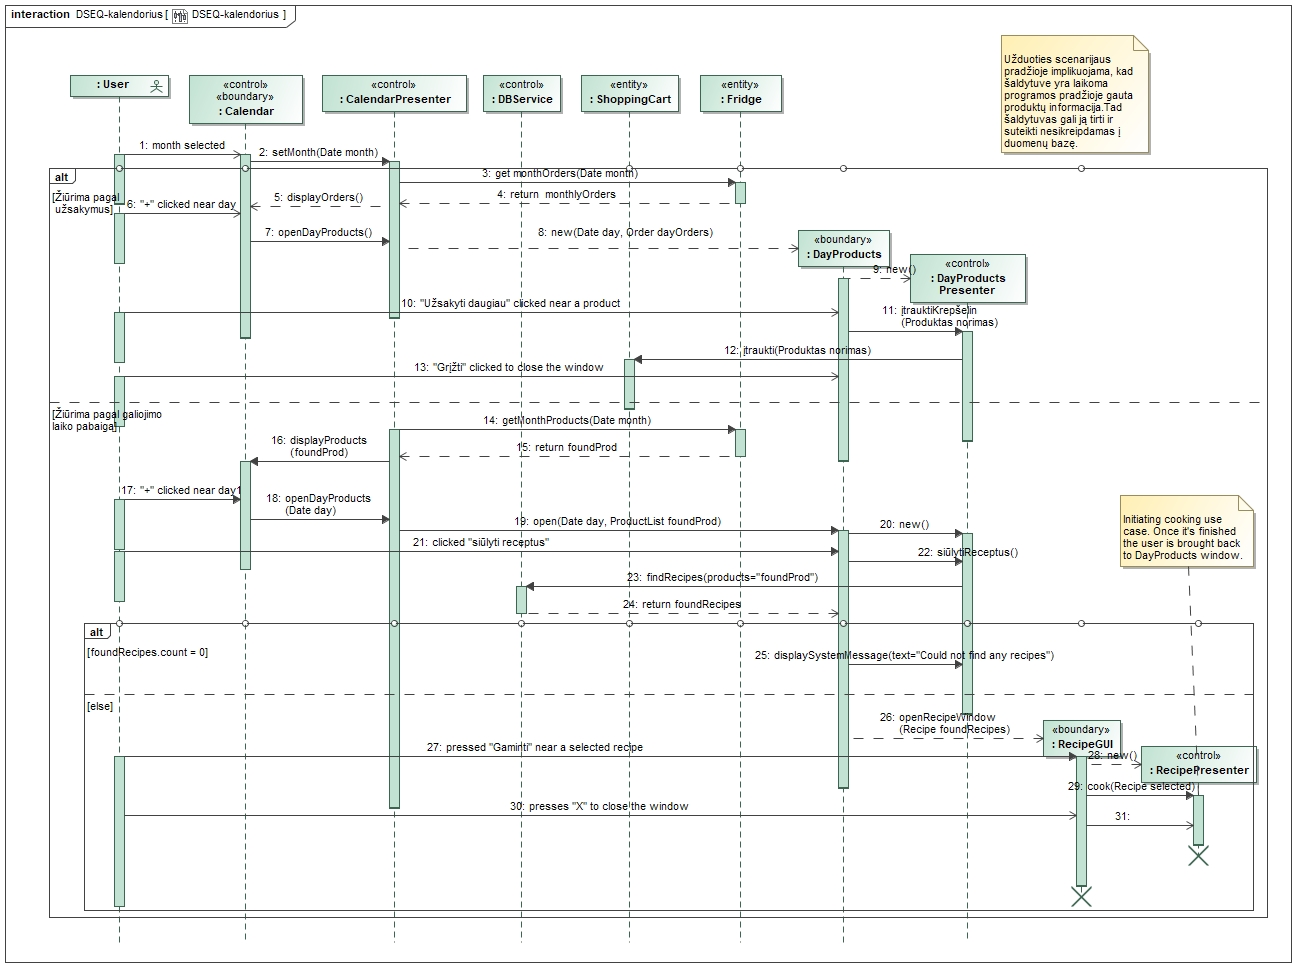 interaction DSEQ-kalendorius [ DSEQ-kalendorius ]
: User
«control»
«boundary»
: Calendar
«control»
: CalendarPresenter
«control»
: DBService
«entity»
: ShoppingCart
«entity»
: Fridge
Užduoties scenarijaus
pradžioje implikuojama, kad
šaldytuve yra laikoma
programos pradžioje gauta
produktų informacija.Tad
šaldytuvas gali ją tirti ir
suteikti nesikreipdamas į
duomenų bazę.
1: month selected
2: setMonth(Date month)
alt
[Žiūrima pagal
užsakymus]
3: get monthOrders(Date month)
4: return monthlyOrders
5: displayOrders()
6: "+" clicked near day
7: openDayProducts()
8: new(Date day, Order dayOrders)
«boundary»
: DayProducts
9: new()
«control»
: DayProducts
Presenter
10: "Užsakyti daugiau" clicked near a product
11: įtrauktiKrepšelin
(Produktas norimas)
12: įtraukti(Produktas norimas)
13: "Grįžti" clicked to close the window
[Žiūrima pagal galiojimo
laiko pabaiga]
14: getMonthProducts(Date month)
15: return foundProd
16: displayProducts
(foundProd)
17: "+" clicked near day1
18: openDayProducts
(Date day)
19: open(Date day, ProductList foundProd)
20: new()
21: clicked "siūlyti receptus"
22: siūlytiReceptus()
Initiating cooking use
case. Once it's finished
the user is brought back
to DayProducts window.
23: findRecipes(products="foundProd")
24: return foundRecipes
alt
[foundRecipes.count = 0]
25: displaySystemMessage(text="Could not find any recipes")
[else]
26: openRecipeWindow
(Recipe foundRecipes)
«boundary»
: RecipeGUI
27: pressed "Gaminti" near a selected recipe
28: new()
«control»
: RecipePresenter
29: cook(Recipe selected)
30: presses "X" to close the window
31: